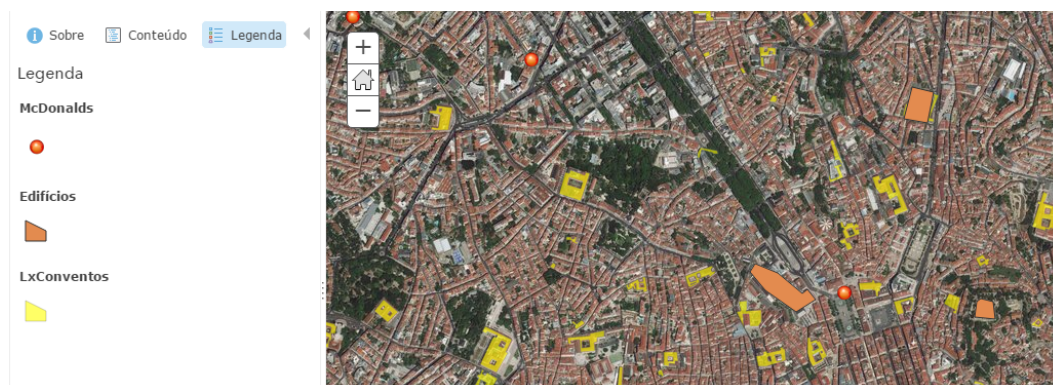 Sobre Conteúdo Legenda
Legenda
McDonalds
Edifícios
LxConventos